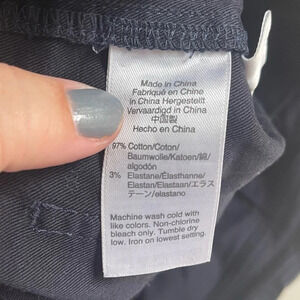 Made in China
Fabriqué en Chine
In China Hergestellt
Vervaardigd in China
中国製
Hecho en China
97% Cotton/Coton/
Baumwolle/Katoen/綿/
algodón
3% Elastane/Élasthanne/
Elastan/Elastaan/エラス
テーン/elastano
Machine wash cold with
like colors. Non-chlorine
bleach only. Tumble dry
low. Iron on lowest setting.